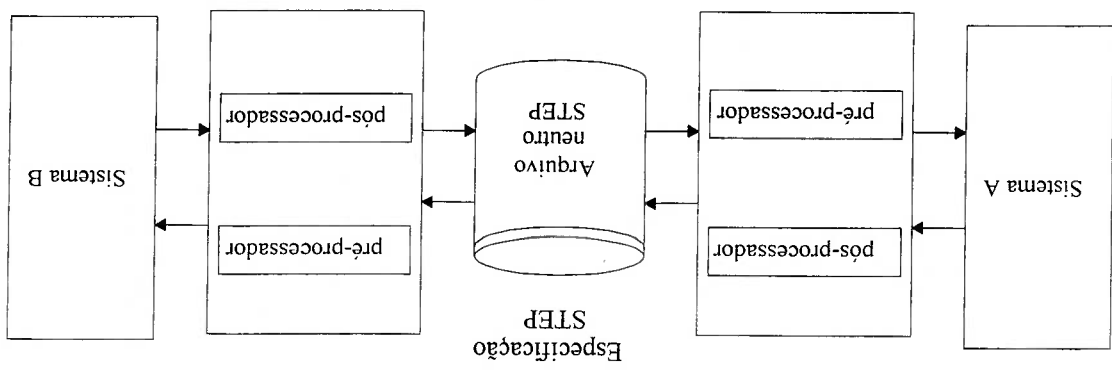 Especificação
STEP
Sistema A
pós-processador
pré-processador
Arquivo
neutro
STEP
pré-processador
pós-processador
Sistema B